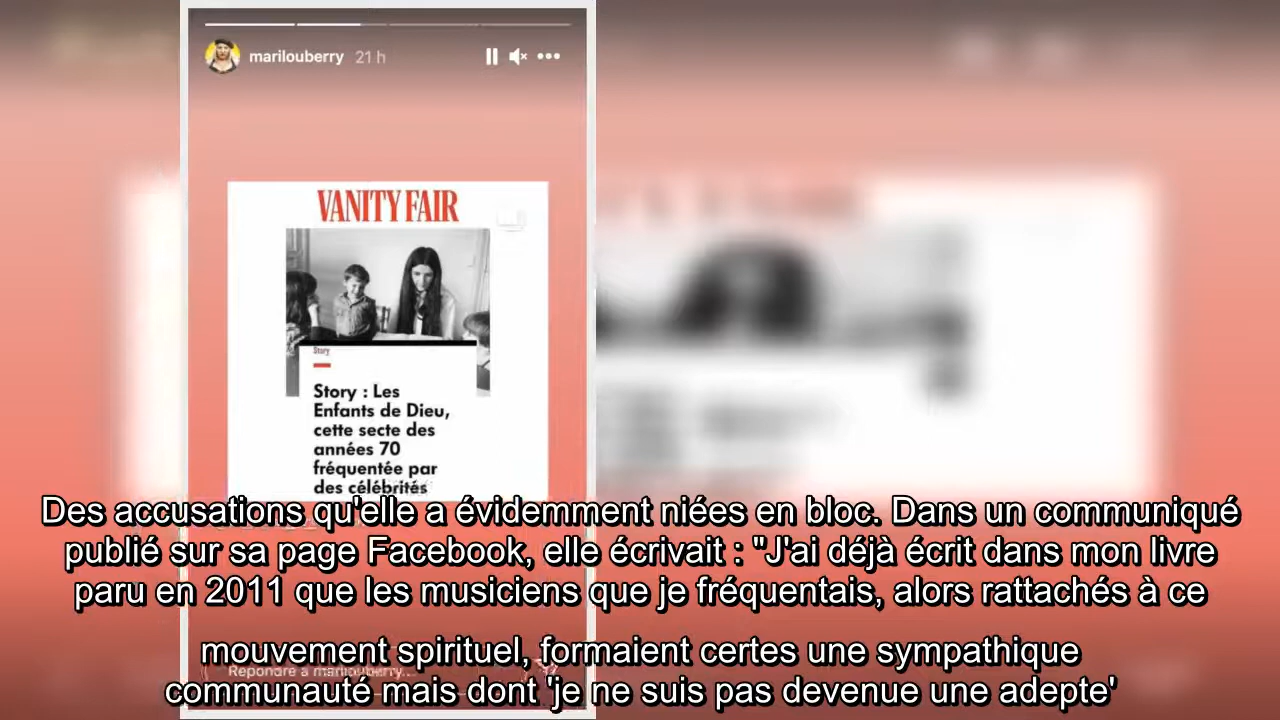 marilouberry 21 h
VANITY FAIR
Story
Story : Les
Enfants de Dieu,
cette secte des
années 70
fréquentée par
des célébrités
Des accusations qu'elle a évidemment niées en bloc. Dans un communiqué
publié sur sa page Facebook, elle écrivait : "J'ai déjà écrit dans mon livre
paru en 2011 que les musiciens que je fréquentais, alors rattachés à ce
mouvement spirituel, formaient certes une sympathique
Répondre à marilouberry...
communauté mais dont 'je ne suis pas devenue une adepte'